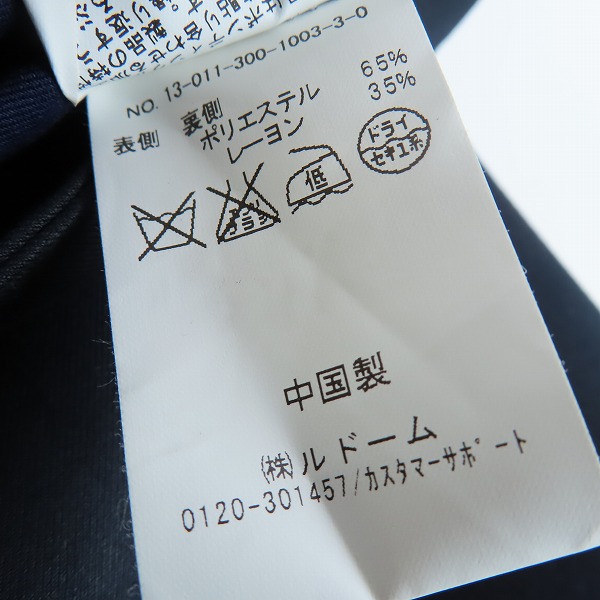 NO. 13-011-300-1003-3-0
表側 裏側
ポリエステル 65%
レーヨン 35%
低
ドライ
セキユ系
中国製
(株)ルドーム
0120-301457/カスタマーサポート